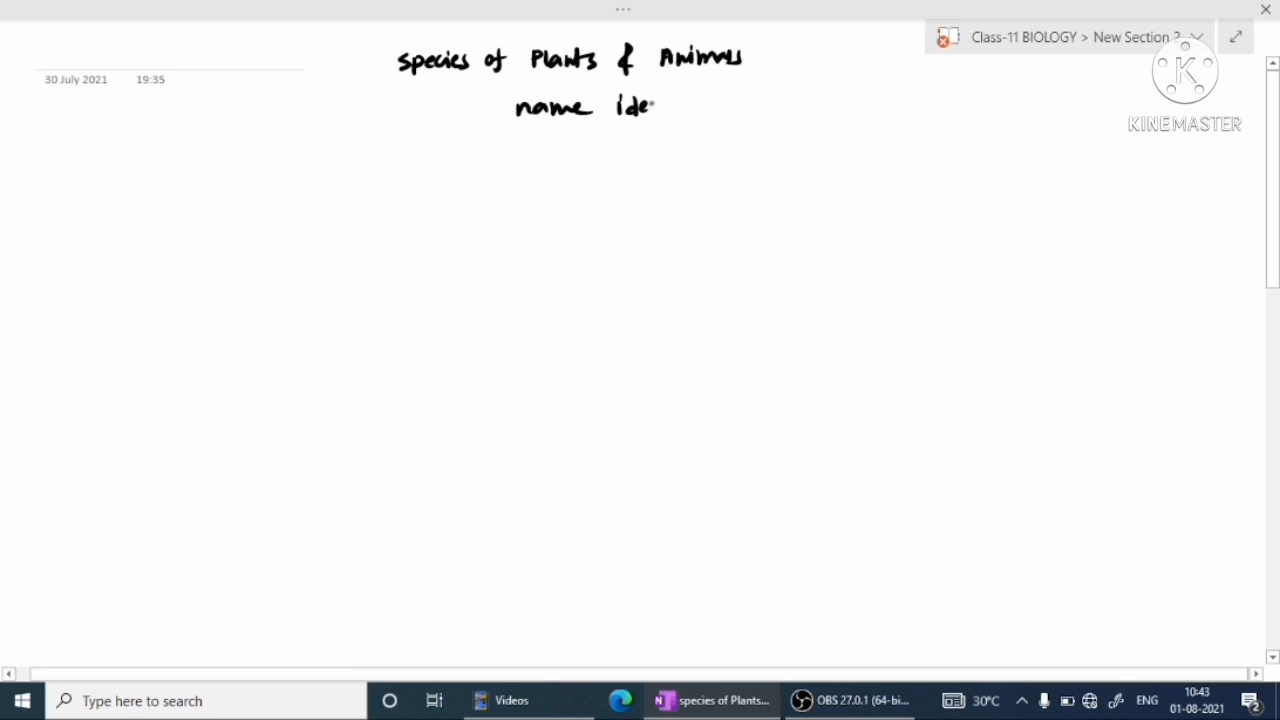 Class-11 BIOLOGY > New Section 2
species of Plants & Animals
30 July 2021 19:35
name ide
KINEMASTER
Type here to search
Videos
species of Plants...
OBS 27.0.1 (64-bi...
30°C
ENG
10:43
01-08-2021
2